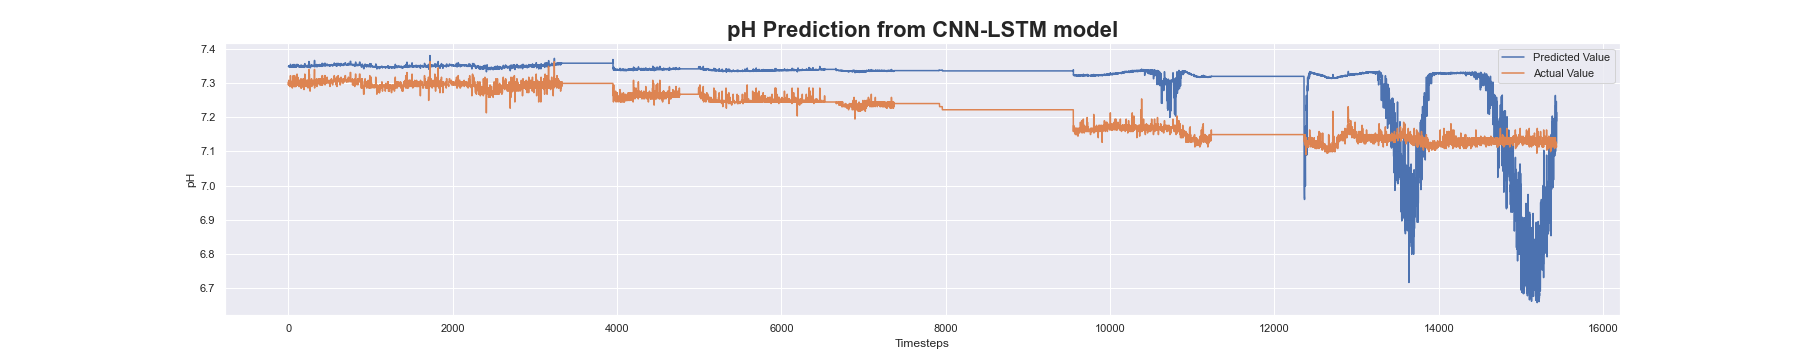 pH Prediction from CNN-LSTM model
Predicted Value
Actual Value
pH
7.4
7.3
7.2
7.1
7.0
6.9
6.8
6.7
0 2000 4000 6000 8000 10000 12000 14000 16000
Timesteps